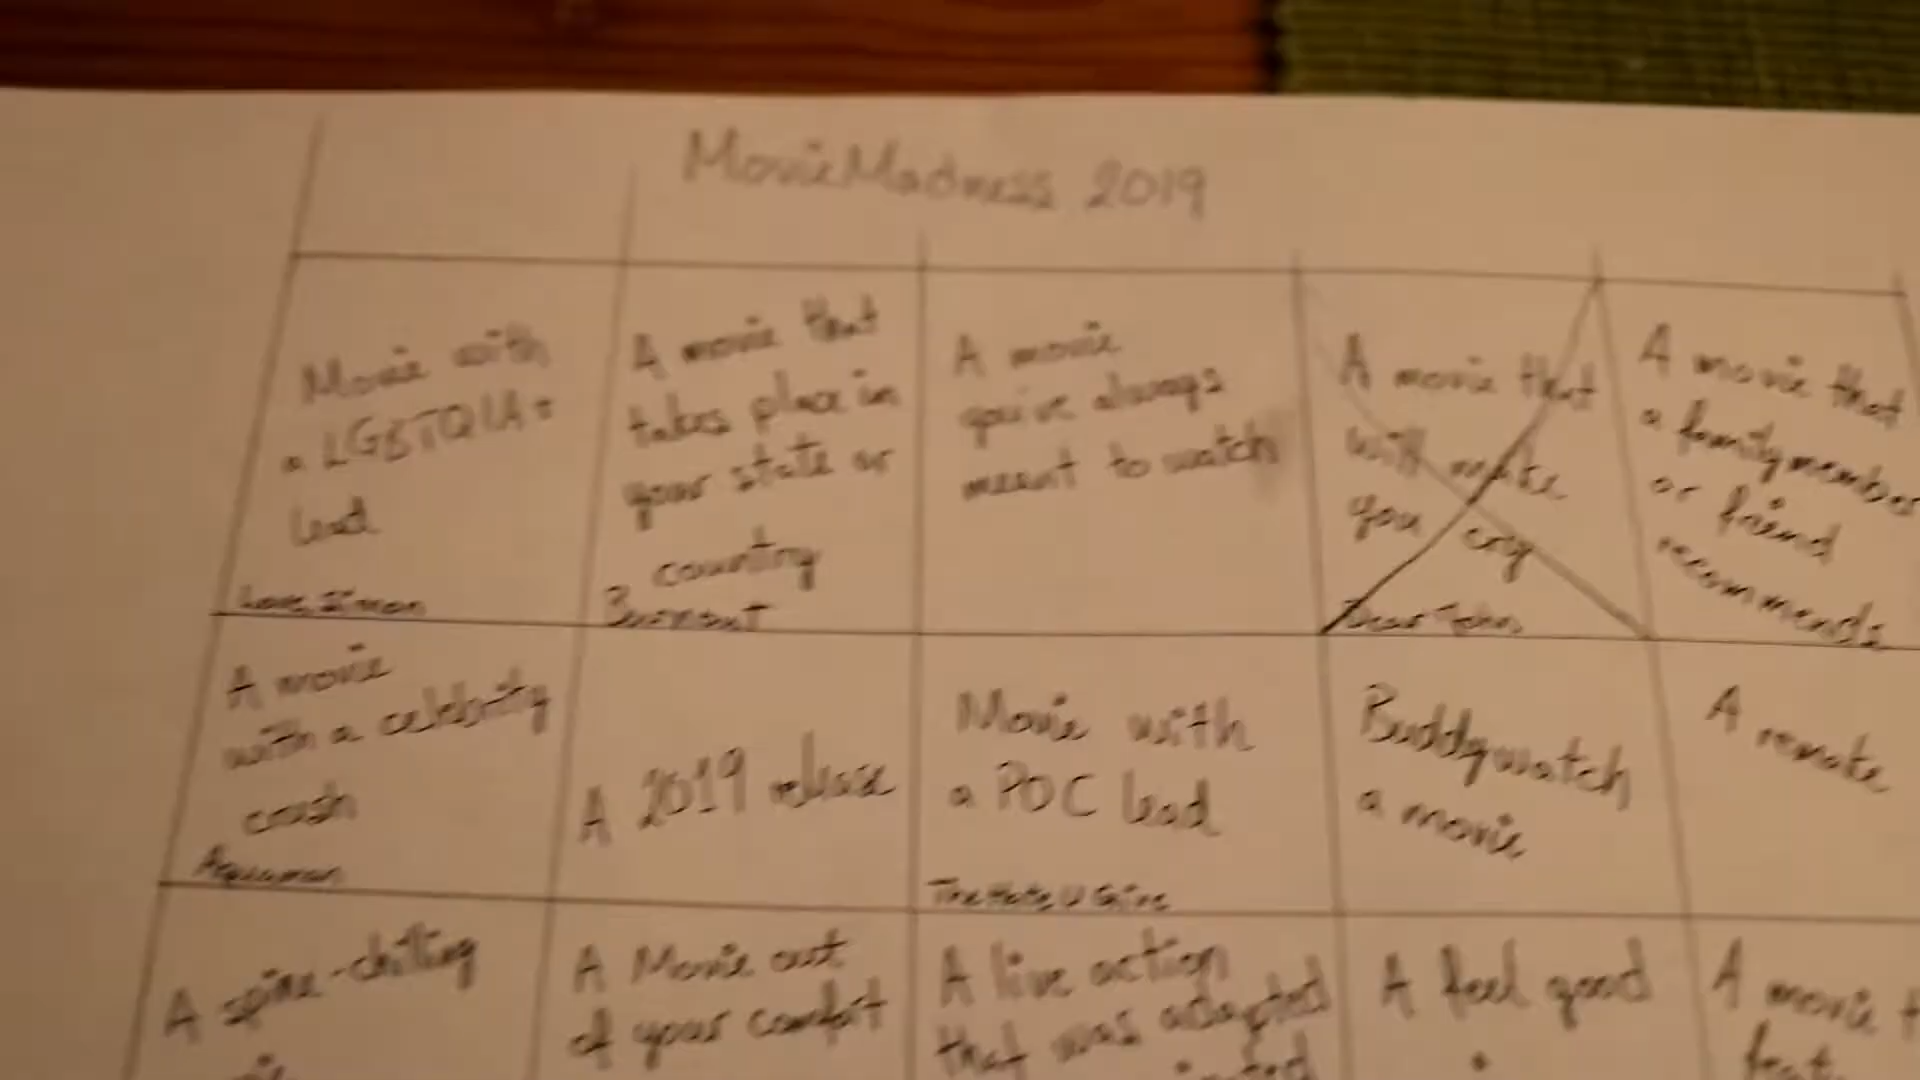 MovieMadness 2019
Movie with
a LGBTQIA+
lead
Love, Simon
A movie that
takes place in
your state or
country
Burnout
A movie
you've always
meant to watch
A movie that
will make
you cry
Dear John
A movie that
a family member
or friend
recommends
A movie
with a celebrity
crush
Aquaman
A 2019 release
Movie with
a POC lead
The Hate U Give
Buddywatch
a movie
A remake
A spine-chilling
A Movie out
of your comfort
A live action
that was adapted
A feel good
A movie